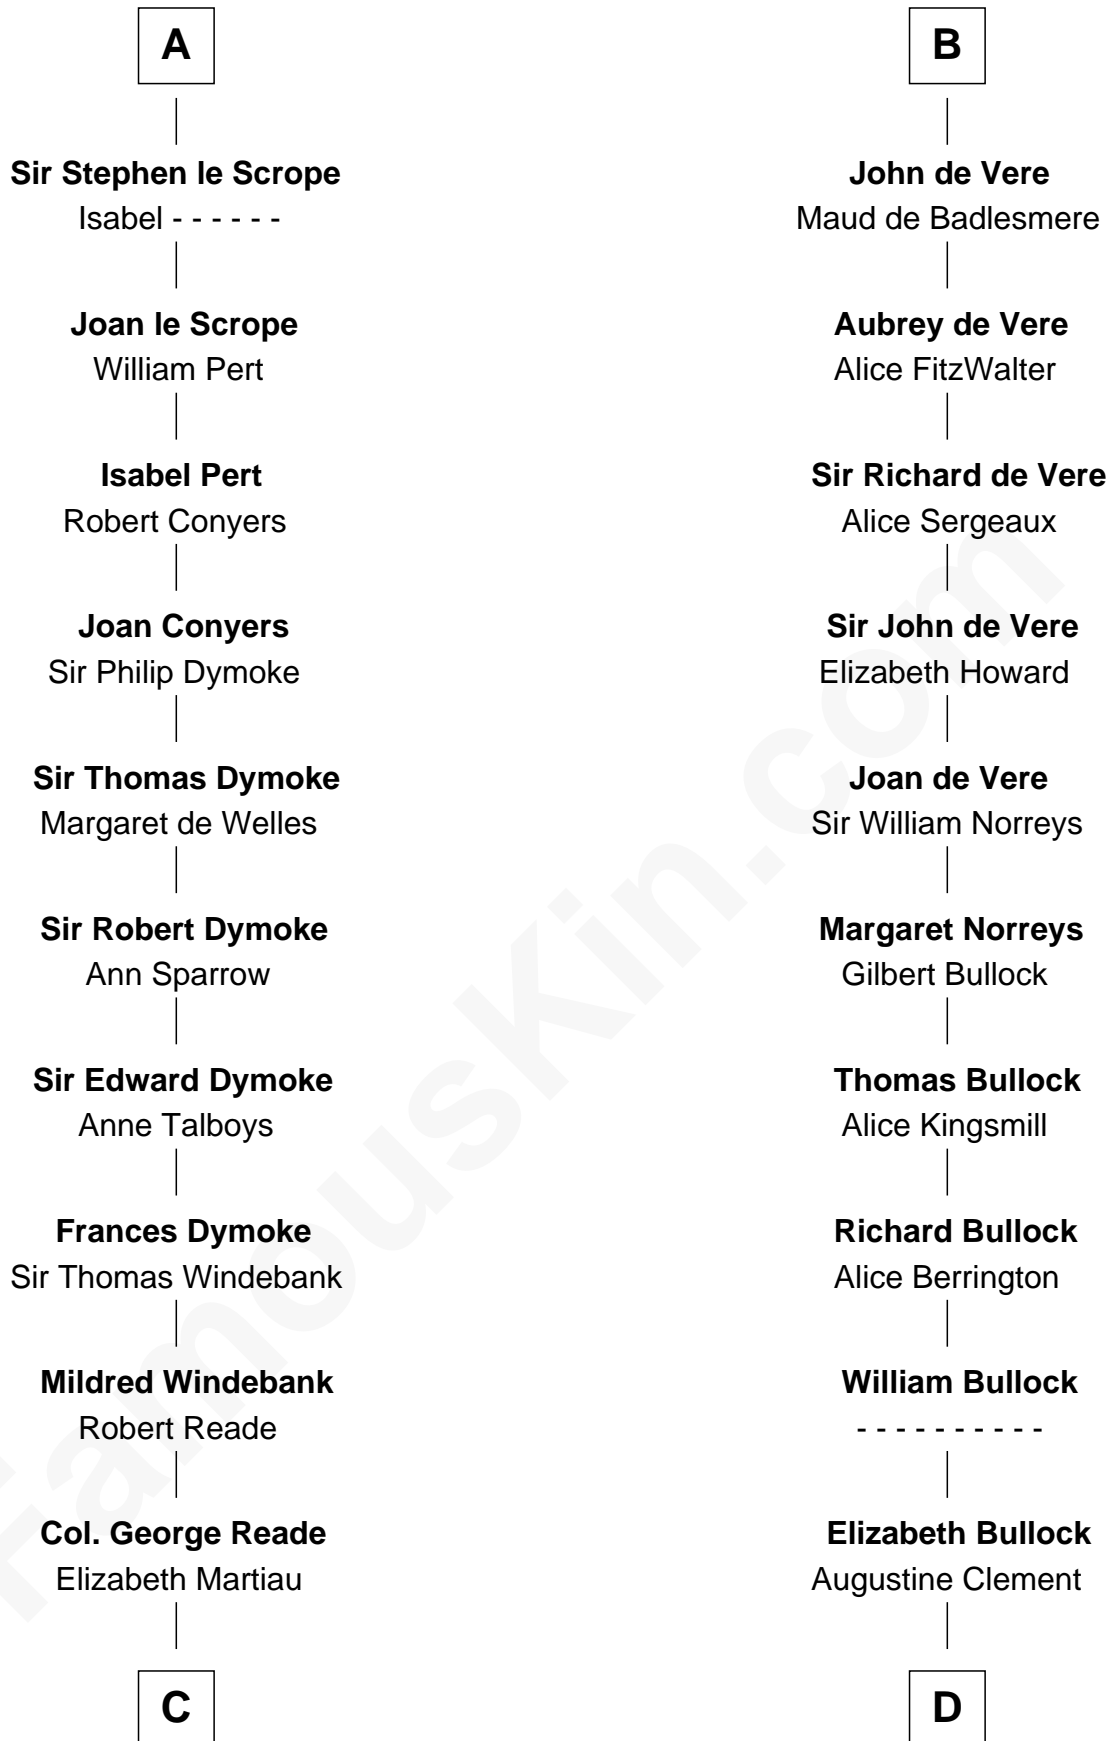 A
Sir Stephen le Scrope
Isabel - - - - - -
Joan le Scrope
William Pert
Isabel Pert
Robert Conyers
Joan Conyers
Sir Philip Dymoke
Sir Thomas Dymoke
Margaret de Welles
Sir Robert Dymoke
Ann Sparrow
Sir Edward Dymoke
Anne Talboys
Frances Dymoke
Sir Thomas Windebank
Mildred Windebank
Robert Reade
Col. George Reade
Elizabeth Martiau
C
B
John de Vere
Maud de Badlesmere
Aubrey de Vere
Alice FitzWalter
Sir Richard de Vere
Alice Sergeaux
Sir John de Vere
Elizabeth Howard
Joan de Vere
Sir William Norreys
Margaret Norreys
Gilbert Bullock
Thomas Bullock
Alice Kingsmill
Richard Bullock
Alice Berrington
William Bullock
- - - - - - - - - -
Elizabeth Bullock
Augustine Clement
D
FamousKin.com